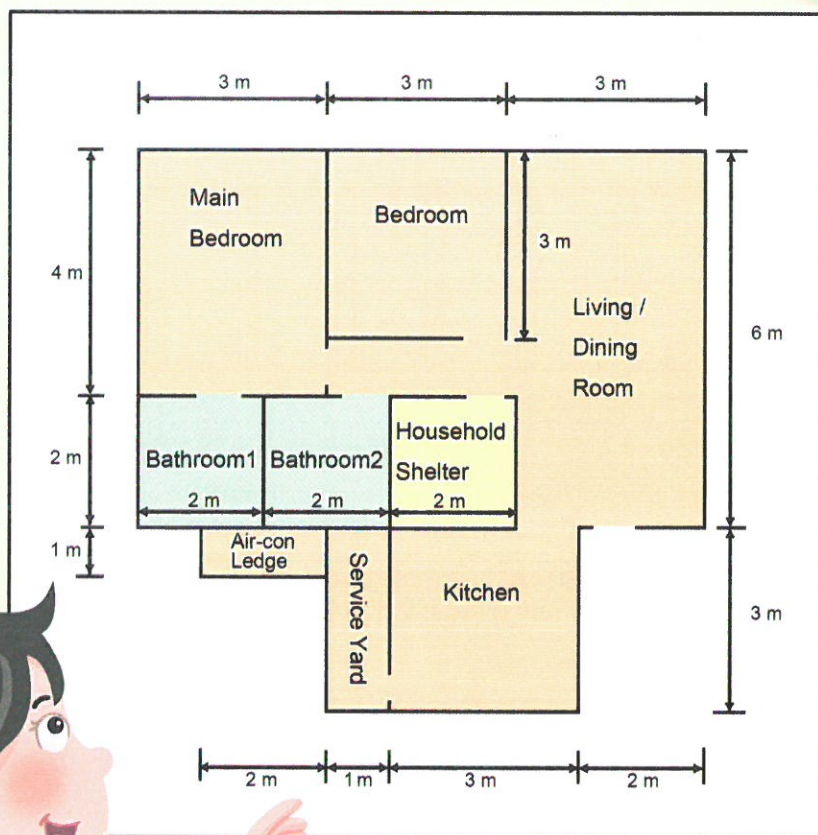 3 m
3 m
3 m
Main
Bedroom
Bedroom
3 m
4 m
Living /
Dining
Room
6 m
2 m
Bathroom1
Bathroom2
Household
Shelter
2 m
2 m
2 m
1 m
Air-con
Ledge
Service Yard
Kitchen
3 m
2 m
1 m
3 m
2 m